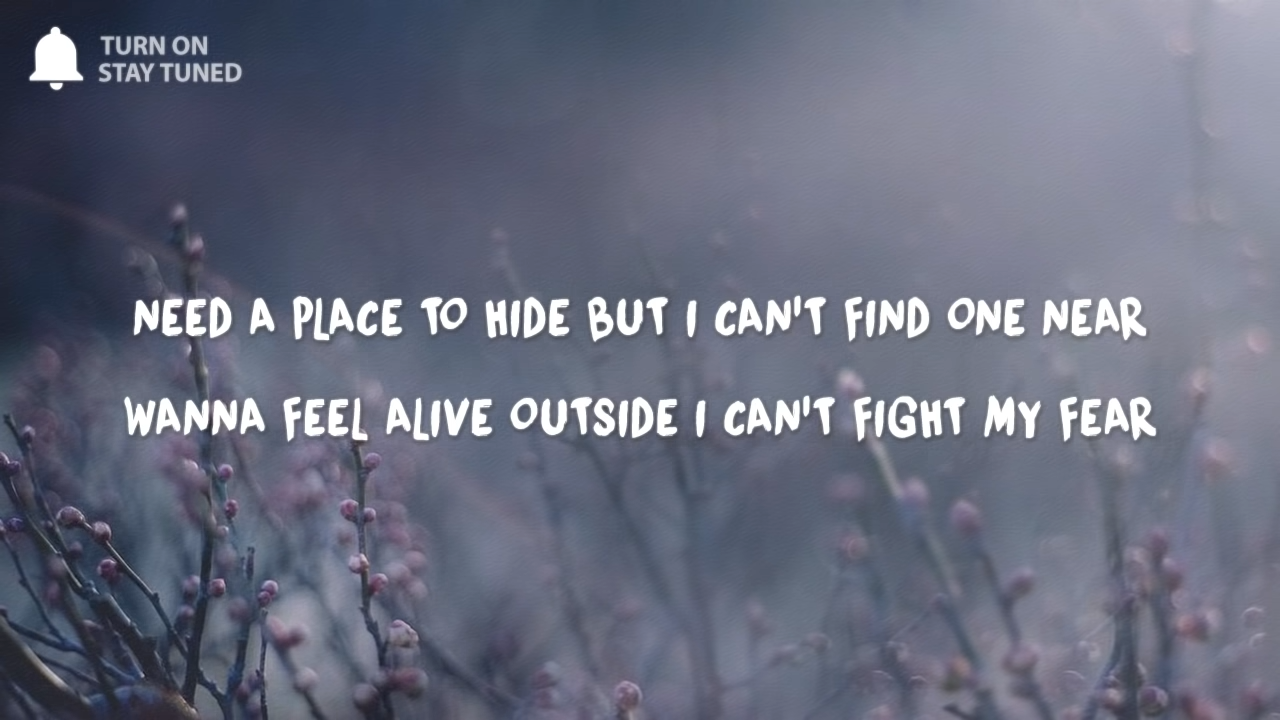 TURN ON
STAY TUNED
NEED A PLACE TO HIDE BUT I CAN'T FIND ONE NEAR
WANNA FEEL ALIVE OUTSIDE I CAN'T FIGHT MY FEAR